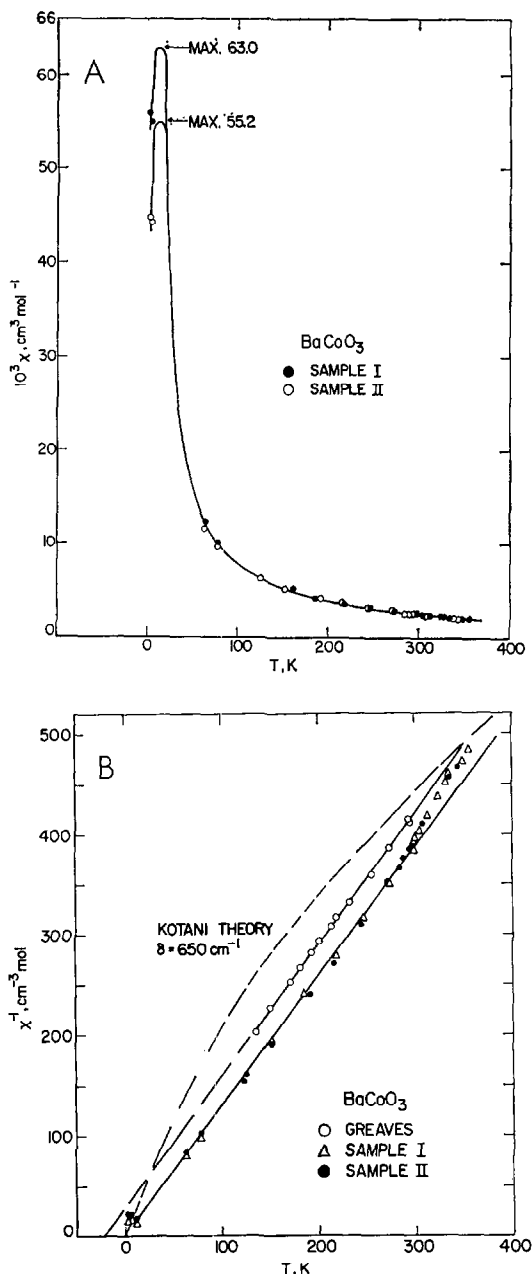 A
66
60
50
40
30
20
10
0
10³ χ, cm³ mol⁻¹
MAX. 63.0
MAX. 55.2
BaCoO₃
● SAMPLE I
○ SAMPLE II
0 100 200 300 400
T, K
B
500
400
300
200
100
0
χ⁻¹, cm⁻³ mol
KOTANI THEORY
δ = 650 cm⁻¹
BaCoO₃
○ GREAVES
△ SAMPLE I
● SAMPLE II
0 100 200 300 400
T, K